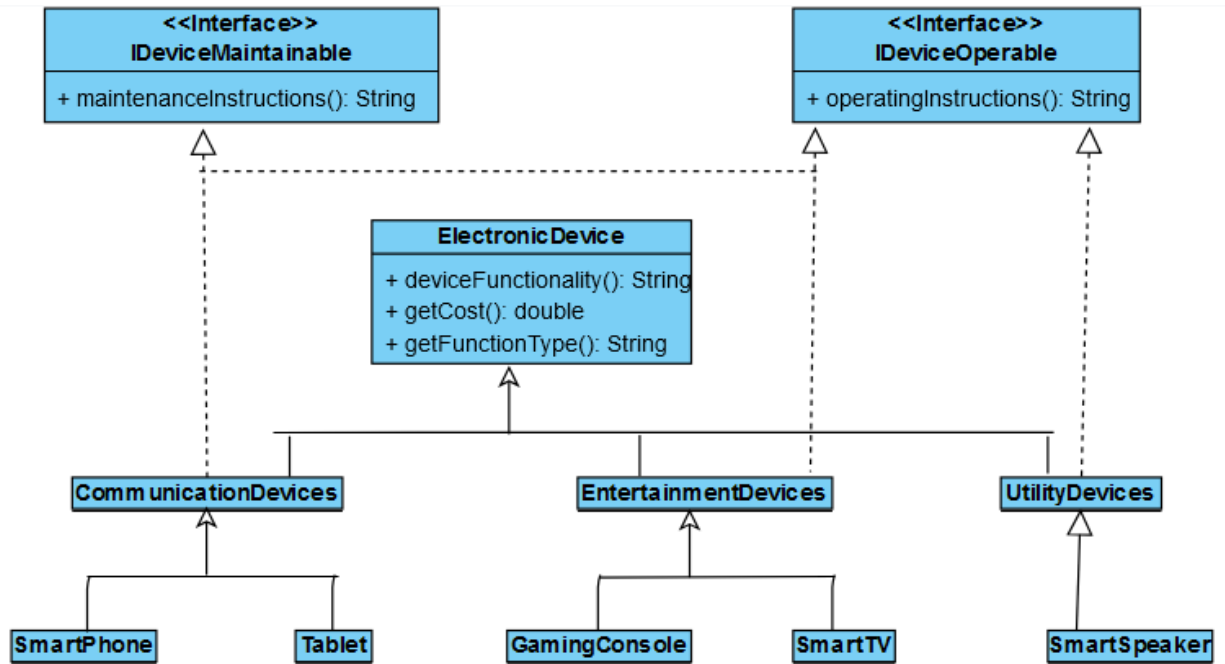 <<Interface>>
IDeviceMaintainable
+ maintenanceInstructions(): String
<<Interface>>
IDeviceOperable
+ operatingInstructions(): String
ElectronicDevice
+ deviceFunctionality(): String
+ getCost(): double
+ getFunctionType(): String
CommunicationDevices
EntertainmentDevices
UtilityDevices
SmartPhone
Tablet
GamingConsole
SmartTV
SmartSpeaker